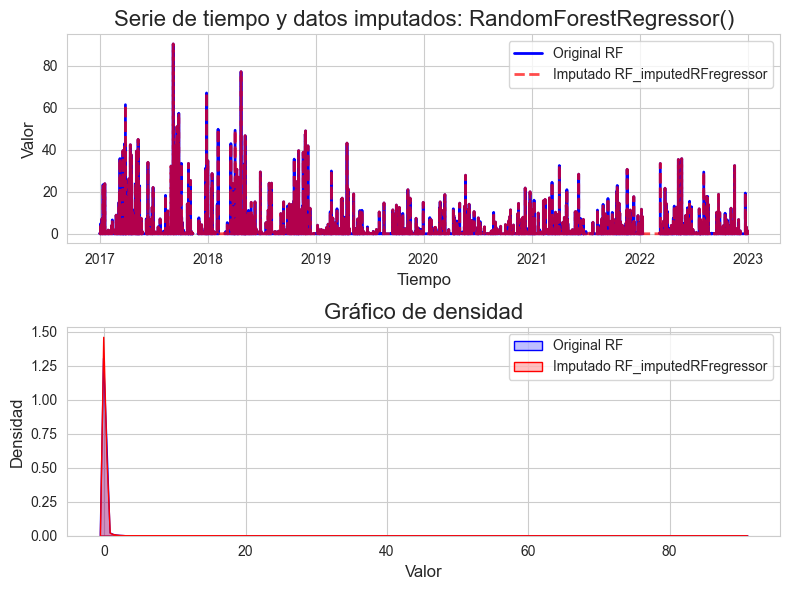 Serie de tiempo y datos imputados: RandomForestRegressor()
Original RF
Imputado RF_imputedRFregressor
80
60
40
20
0
Valor
2017 2018 2019 2020 2021 2022 2023
Tiempo
Gráfico de densidad
Original RF
Imputado RF_imputedRFregressor
1.50
1.25
1.00
0.75
0.50
0.25
0.00
Densidad
0 20 40 60 80
Valor